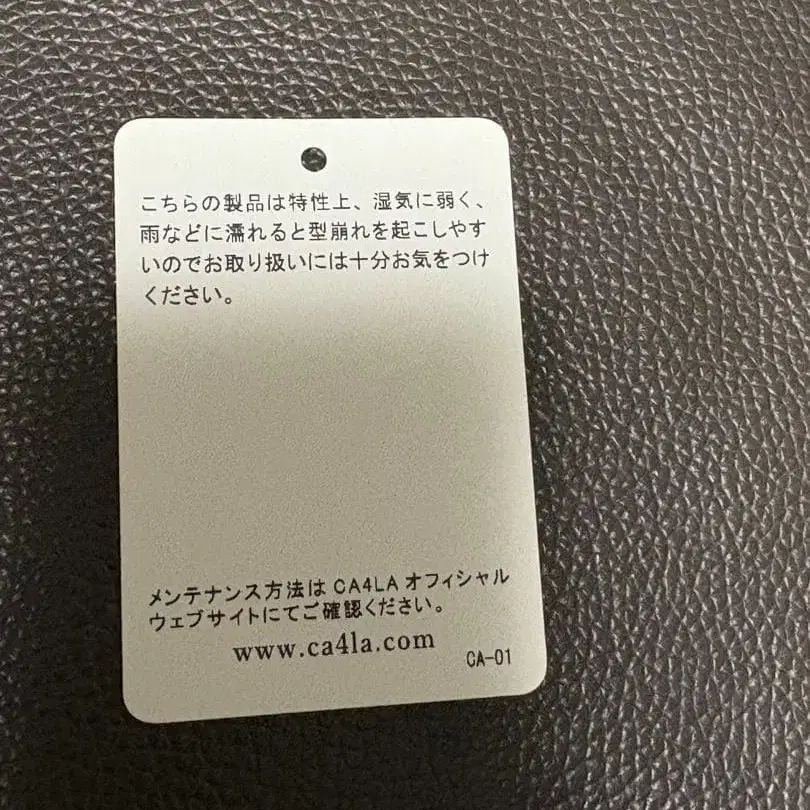 こちらの製品は特性上、湿気に弱く、
雨などに濡れると型崩れを起こしやす
いのでお取り扱いには十分お気をつけ
ください。
メンテナンス方法は CA4LA オフィシャル
ウェブサイトにてご確認ください。
www.ca4la.com
CA-01